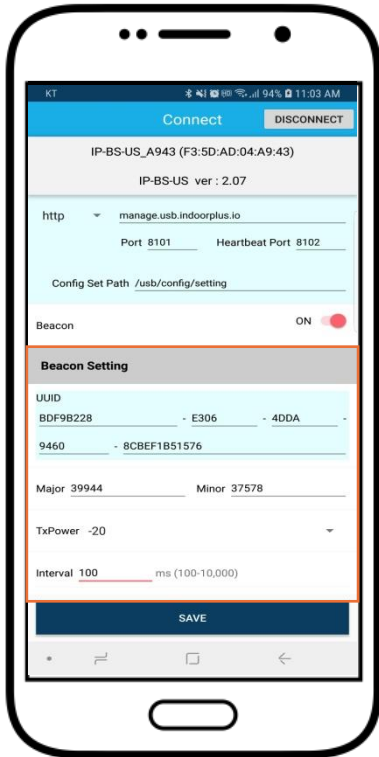 KT 94% 11:03 AM
Connect DISCONNECT
IP-BS-US_A943 (F3:5D:AD:04:A9:43)
IP-BS-US ver : 2.07
http manage.usb.indoorplus.io
Port 8101 Heartbeat Port 8102
Config Set Path /usb/config/setting
Beacon ON
Beacon Setting
UUID
BDF9B228 - E306 - 4DDA -
9460 - 8CBEF1B51576
Major 39944 Minor 37578
TxPower -20
Interval 100 ms (100-10,000)
SAVE